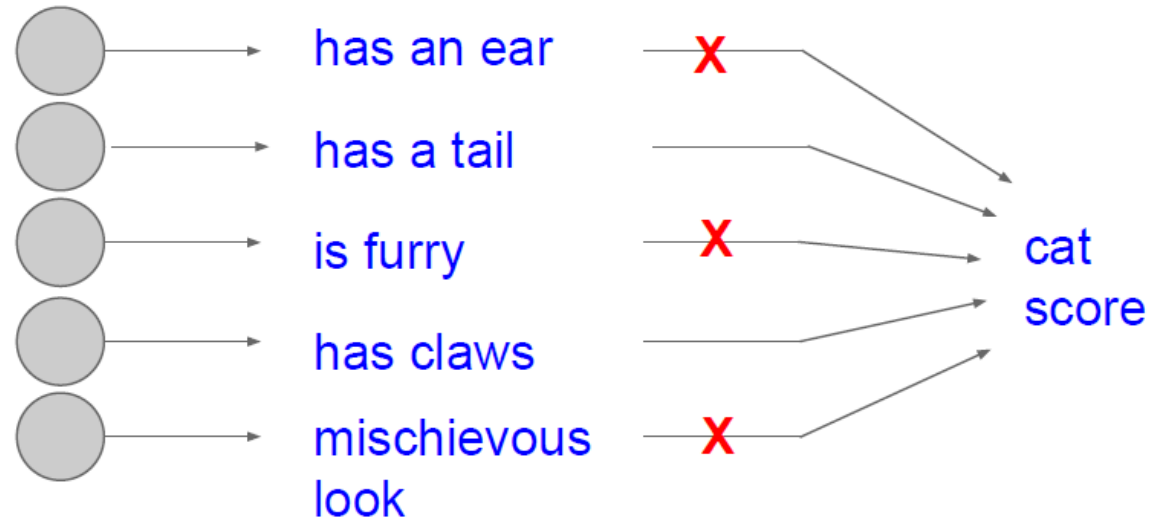 has an ear
X
has a tail
is furry
X
cat
score
has claws
mischievous
look
X